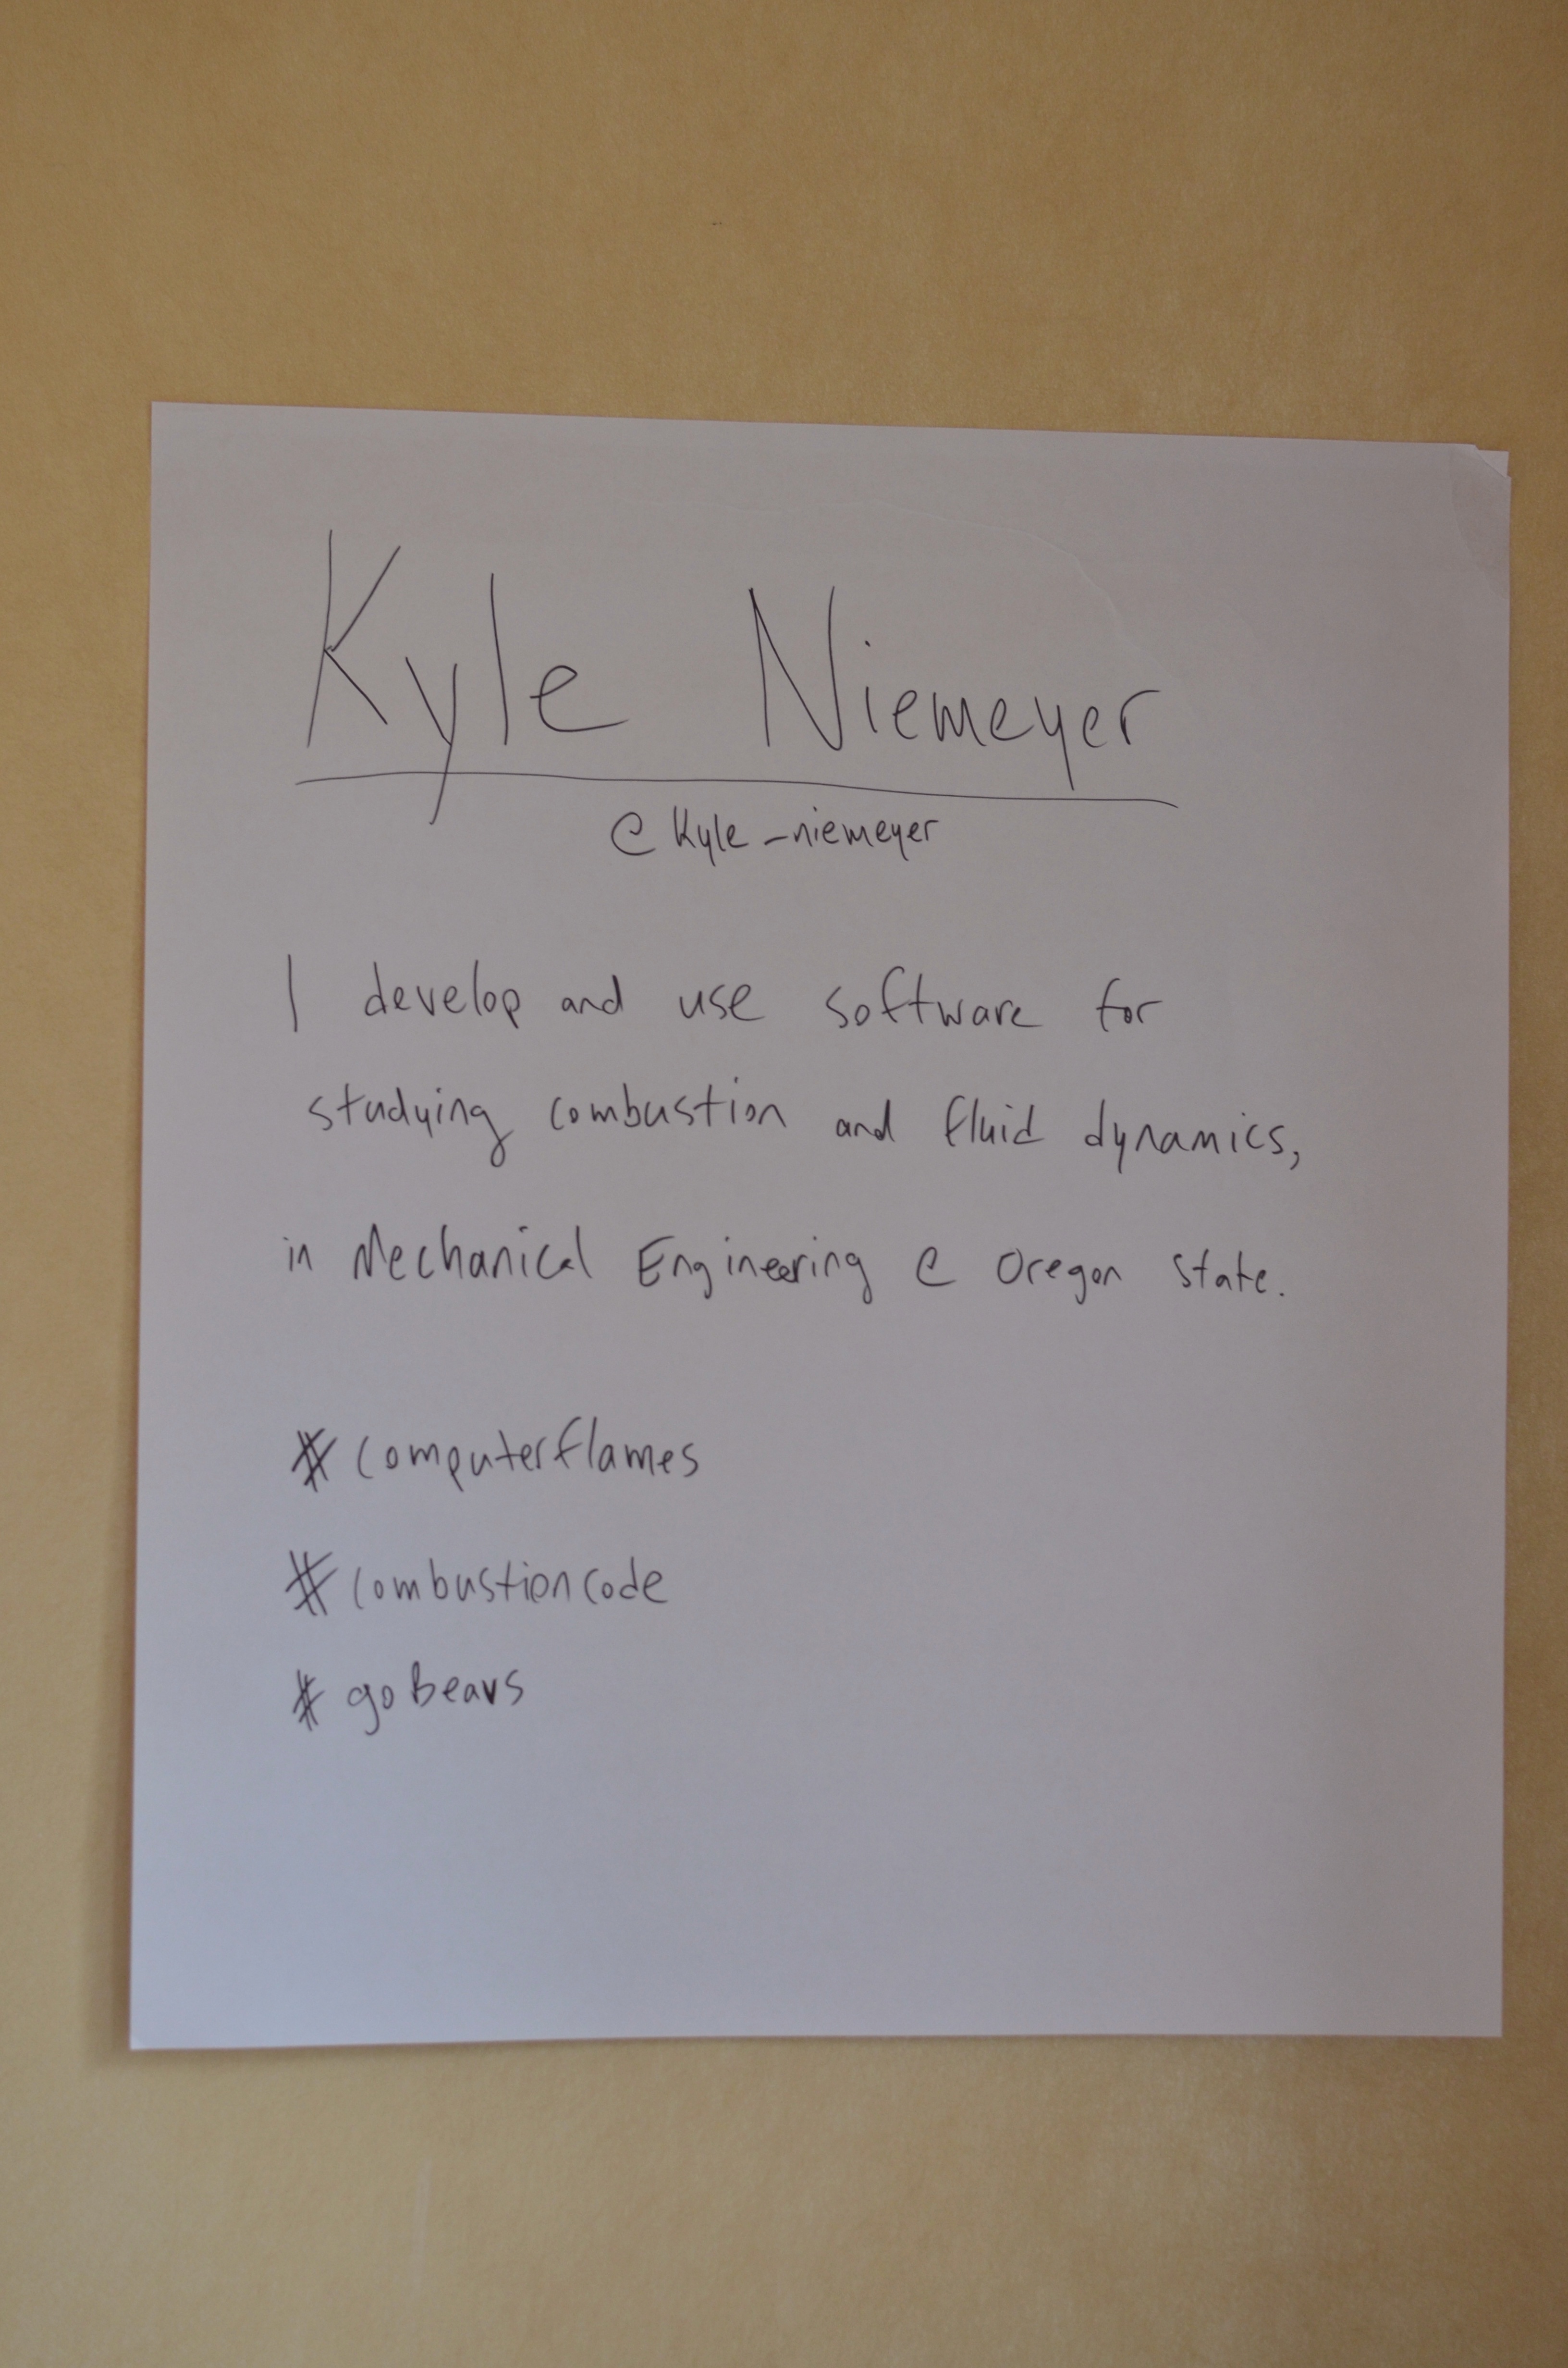 Kyle Niemeyer
@kyle_niemeyer
I develop and use software for
studying combustion and fluid dynamics,
in Mechanical Engineering @ Oregon State.
#computerflames
#combustioncode
#goBeavs